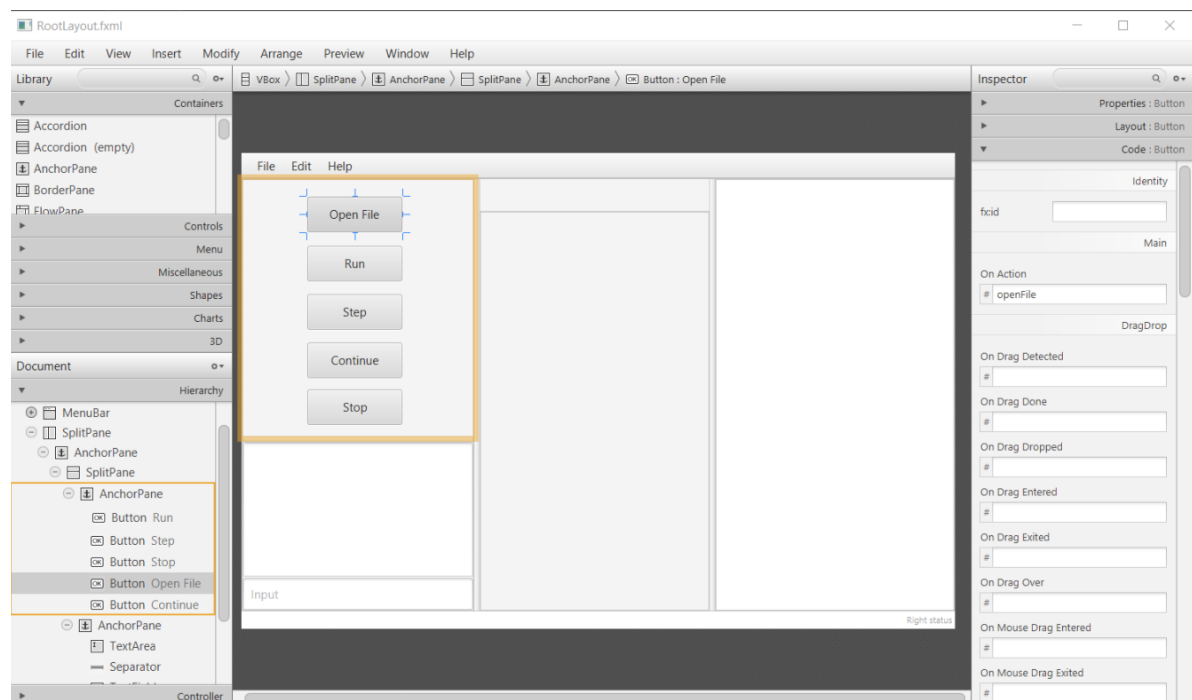 RootLayout.fxml
File Edit View Insert Modify Arrange Preview Window Help
Library
VBox SplitPane AnchorPane SplitPane AnchorPane Button : Open File
Inspector
Containers
Accordion
Accordion (empty)
AnchorPane
BorderPane
FlowPane
Controls
Menu
Miscellaneous
Shapes
Charts
3D
Document
Hierarchy
MenuBar
SplitPane
AnchorPane
SplitPane
AnchorPane
Button Run
Button Step
Button Stop
Button Open File
Button Continue
AnchorPane
TextArea
Separator
Controller
File Edit Help
Open File
Run
Step
Continue
Stop
Input
Right status
Properties : Button
Layout : Button
Code : Button
Identity
fx:id
Main
On Action
# openFile
DragDrop
On Drag Detected
#
On Drag Done
#
On Drag Dropped
#
On Drag Entered
#
On Drag Exited
#
On Drag Over
#
On Mouse Drag Entered
#
On Mouse Drag Exited
#